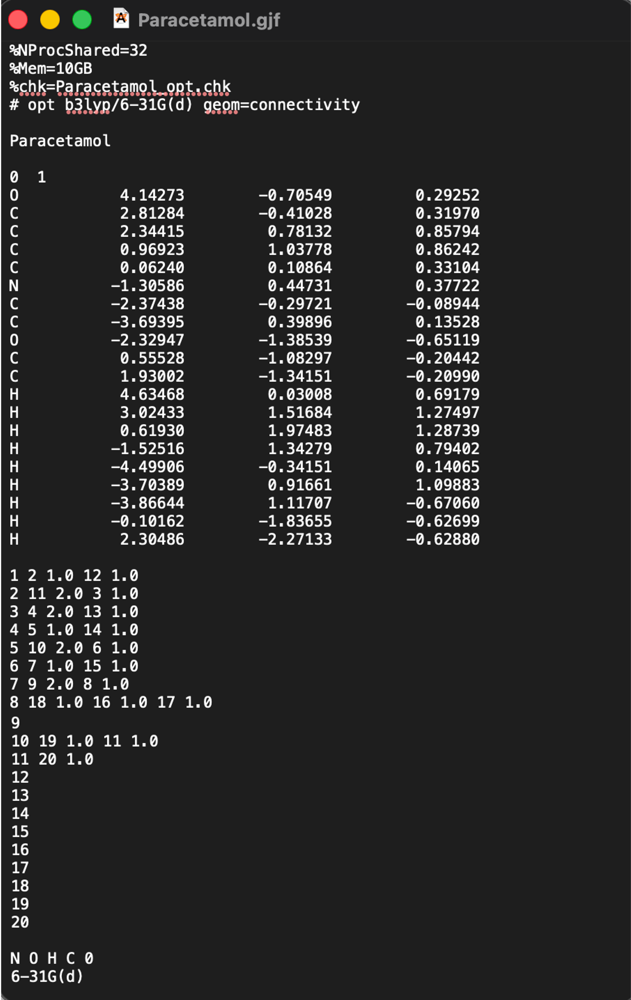 Paracetamol.gjf
%NProcShared=32
%Mem=10GB
%chk=Paracetamol_opt.chk
# opt b3lyp/6-31G(d) geom=connectivity
Paracetamol
0 1
O 4.14273 -0.70549 0.29252
C 2.81284 -0.41028 0.31970
C 2.34415 0.78132 0.85794
C 0.96923 1.03778 0.86242
C 0.06240 0.10864 0.33104
N -1.30586 0.44731 0.37722
C -2.37438 -0.29721 -0.08944
C -3.69395 0.39896 0.13528
O -2.32947 -1.38539 -0.65119
C 0.55528 -1.08297 -0.20442
C 1.93002 -1.34151 -0.20990
H 4.63468 0.03008 0.69179
H 3.02433 1.51684 1.27497
H 0.61930 1.97483 1.28739
H -1.52516 1.34279 0.79402
H -4.49906 -0.34151 0.14065
H -3.70389 0.91661 1.09883
H -3.86644 1.11707 -0.67060
H -0.10162 -1.83655 -0.62699
H 2.30486 -2.27133 -0.62880
1 2 1.0 12 1.0
2 11 2.0 3 1.0
3 4 2.0 13 1.0
4 5 1.0 14 1.0
5 10 2.0 6 1.0
6 7 1.0 15 1.0
7 9 2.0 8 1.0
8 18 1.0 16 1.0 17 1.0
9
10 19 1.0 11 1.0
11 20 1.0
12
13
14
15
16
17
18
19
20
N O H C 0
6-31G(d)